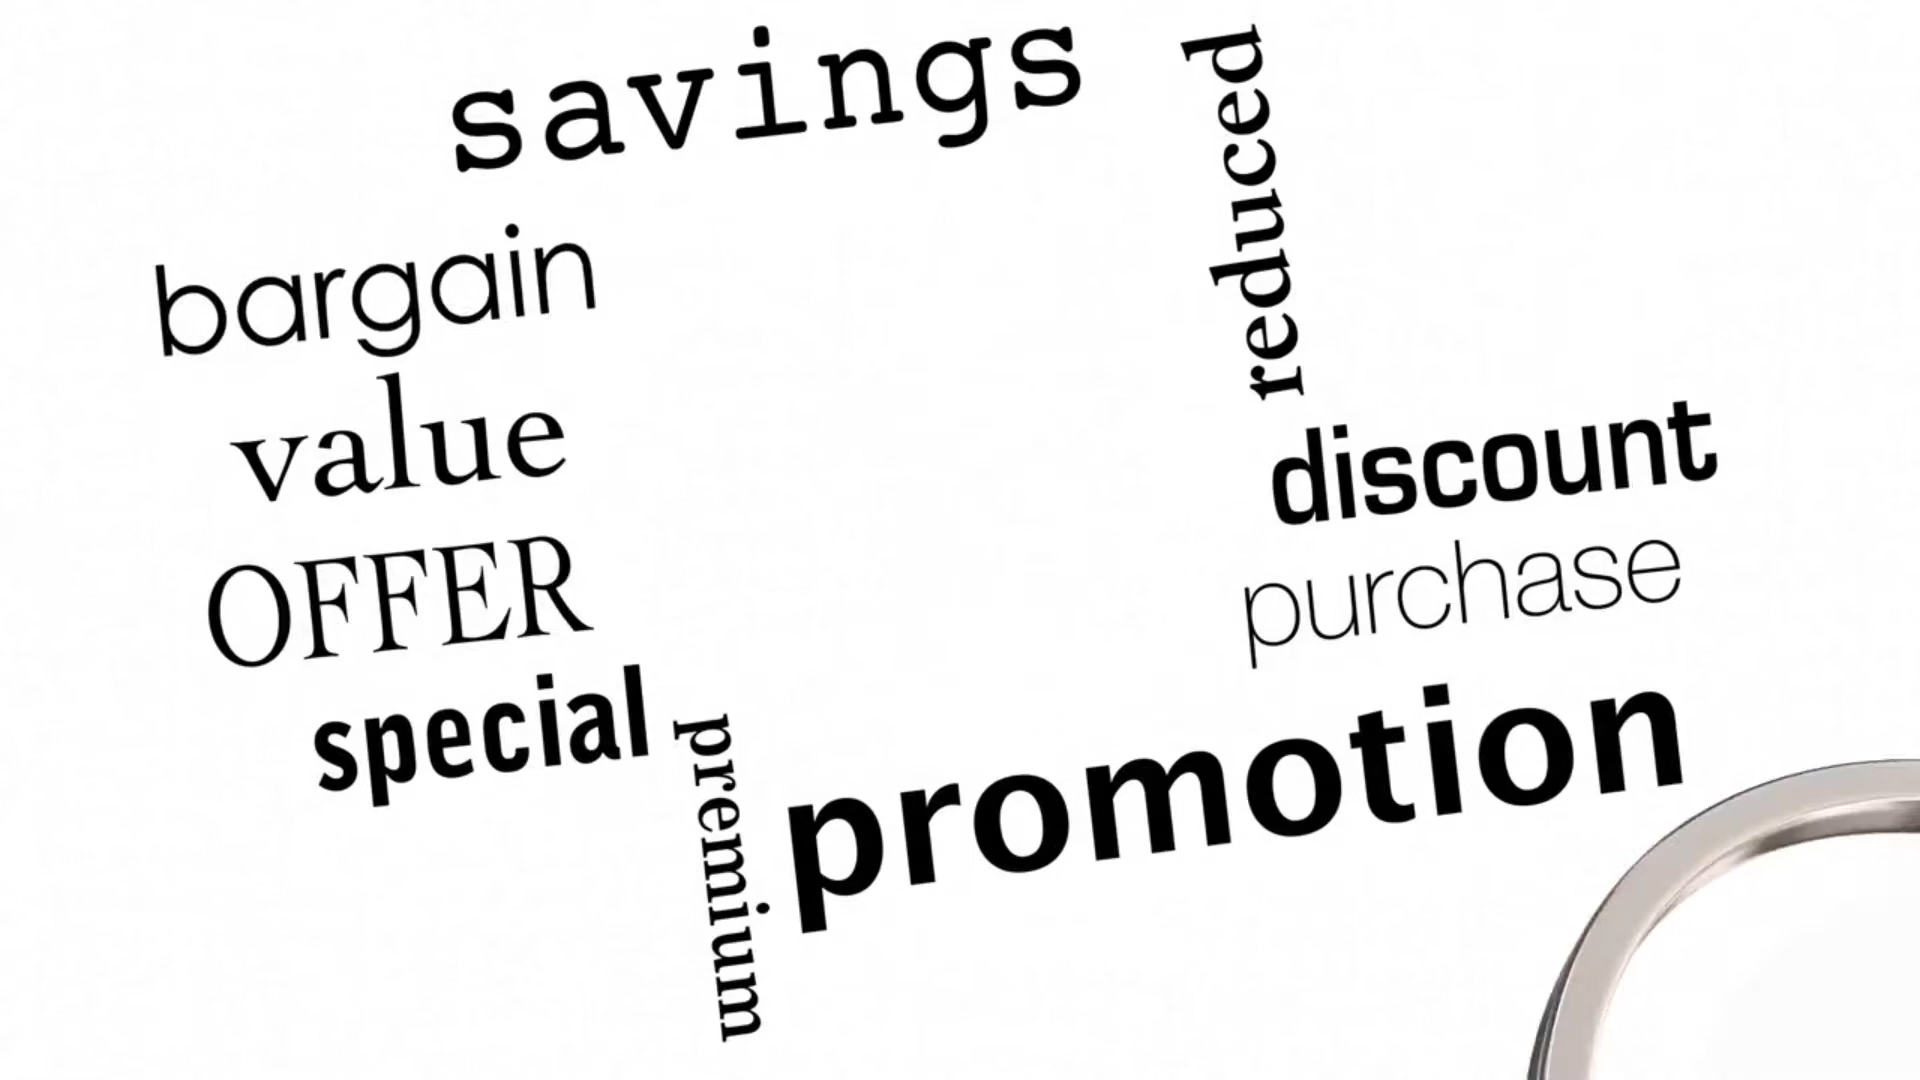 savings
reduced
bargain
value
OFFER
special
premium
discount
purchase
promotion